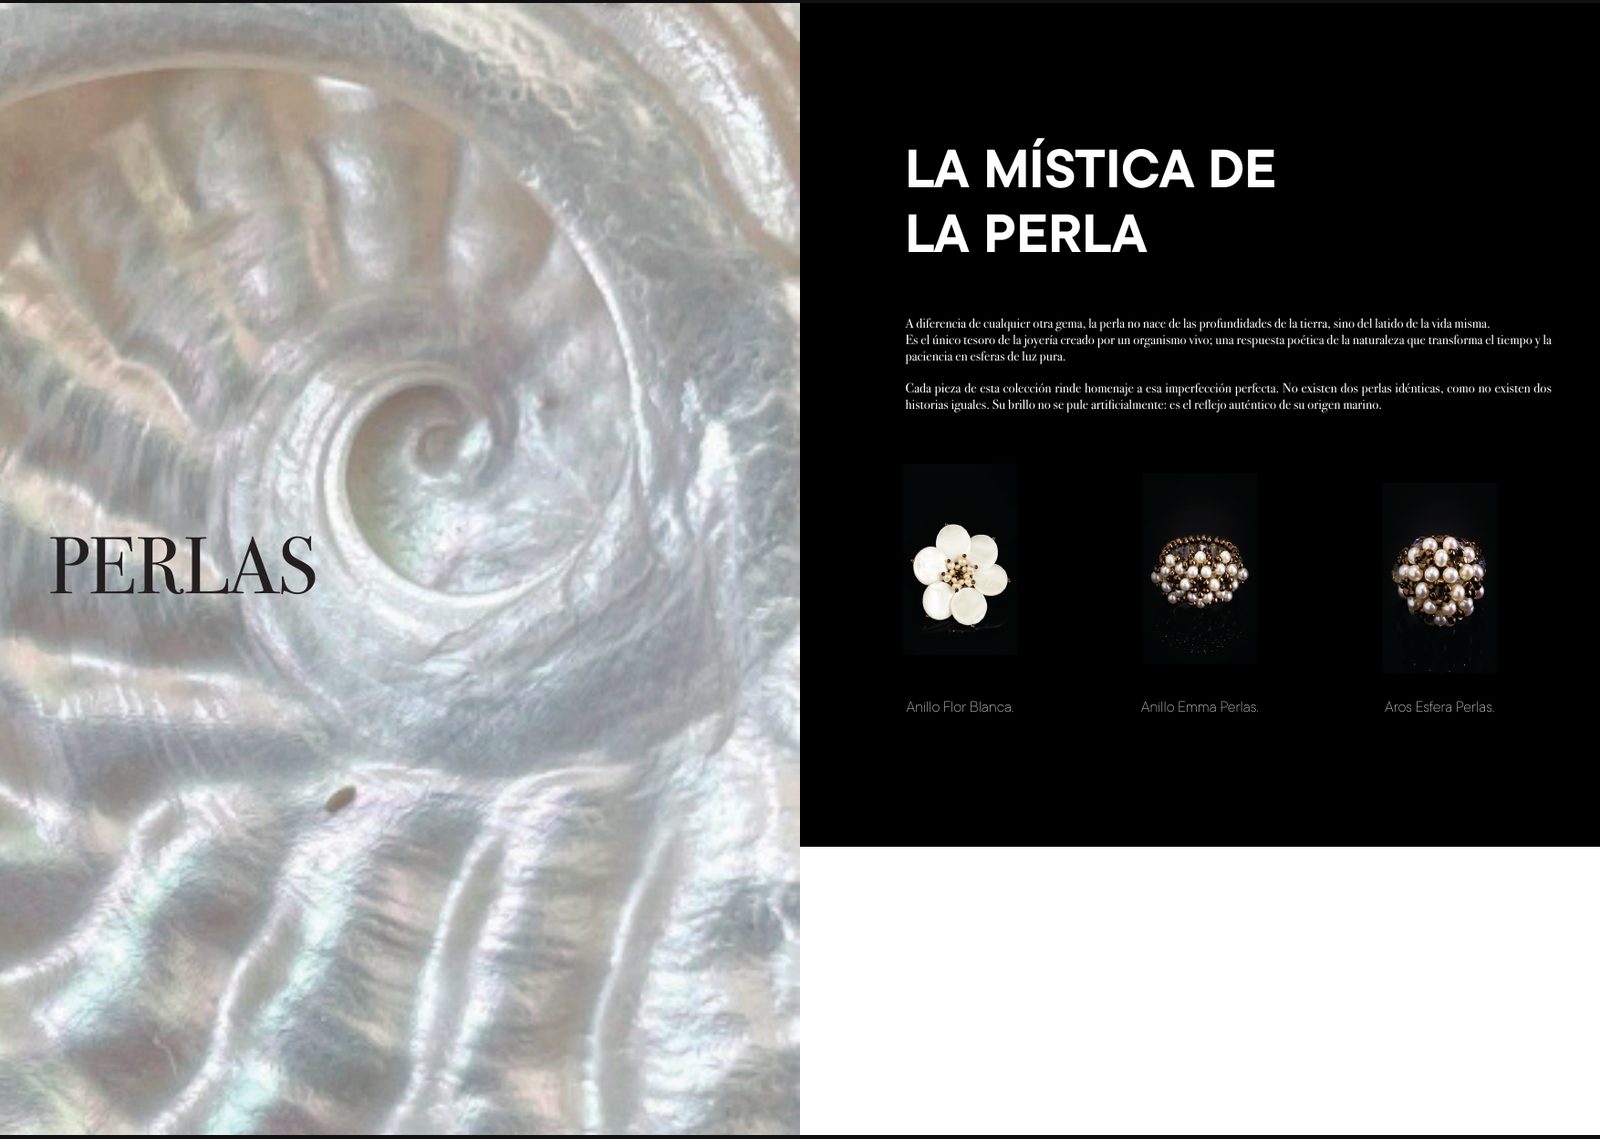 PERLAS
LA MÍSTICA DE
LA PERLA
A diferencia de cualquier otra gema, la perla no nace de las profundidades de la tierra, sino del latido de la vida misma.
Es el único tesoro de la joyería creado por un organismo vivo; una respuesta poética de la naturaleza que transforma el tiempo y la
paciencia en esferas de luz pura.
Cada pieza de esta colección rinde homenaje a esa imperfección perfecta. No existen dos perlas idénticas, como no existen dos
historias iguales. Su brillo no se pule artificialmente: es el reflejo auténtico de su origen marino.
Anillo Flor Blanca.
Anillo Emma Perlas.
Aros Esfera Perlas.